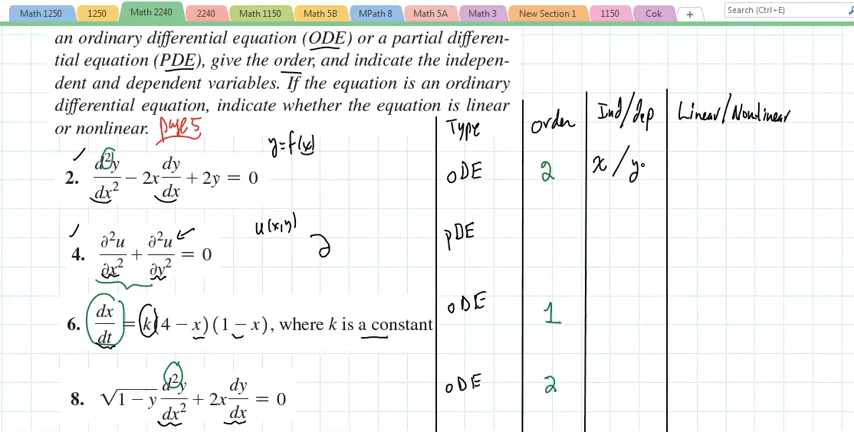 Math 1250 1250 Math 2240 2240 Math1150 Math 5B MPath 8 Math 5A Math 3 New Section 1 1150 Cok + Search (Ctrl+E)
an ordinary differential equation (ODE) or a partial differen-
tial equation (PDE), give the order, and indicate the indepen-
dent and dependent variables. If the equation is an ordinary
differential equation, indicate whether the equation is linear
or nonlinear. page 5
Type order Ind/dep Linear/Nonlinear
y=f(x)
2. d²y/dx² − 2x dy/dx + 2y = 0 ODE 2 x / y
u(x,y)
4. ∂²u/∂x² + ∂²u/∂y² = 0 ∂ PDE
6. dx/dt = k(4 − x)(1 − x), where k is a constant ODE 1
8. √1 − y d²y/dx² + 2x dy/dx = 0 ODE 2